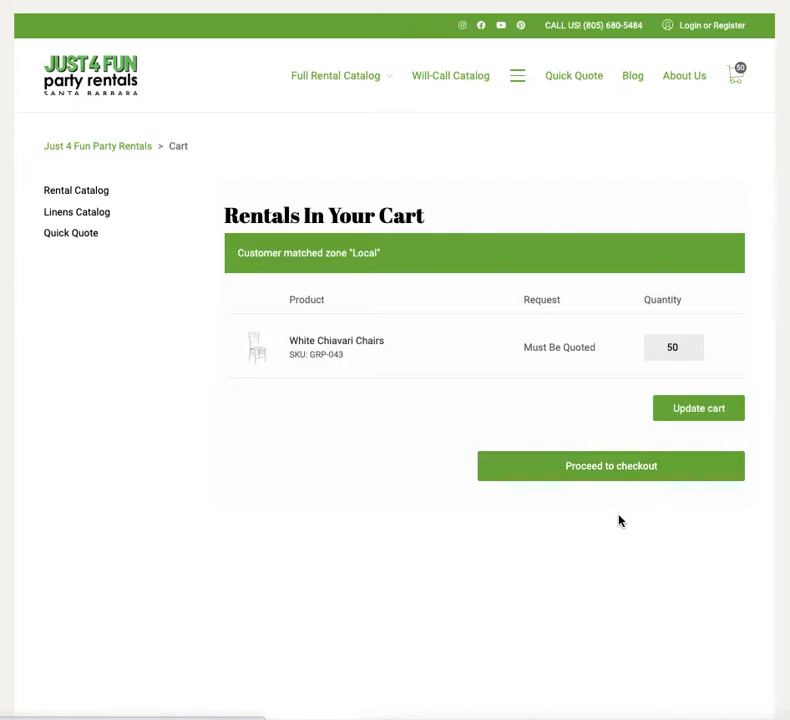 CALL US! (805) 680-5484
Login or Register
JUST4FUN
party rentals
SANTA BARBARA
Full Rental Catalog
Will-Call Catalog
Quick Quote
Blog
About Us
50
Just 4 Fun Party Rentals > Cart
Rental Catalog
Linens Catalog
Quick Quote
Rentals In Your Cart
Customer matched zone "Local"
Product Request Quantity
White Chiavari Chairs
SKU: GRP-043
Must Be Quoted
50
Update cart
Proceed to checkout